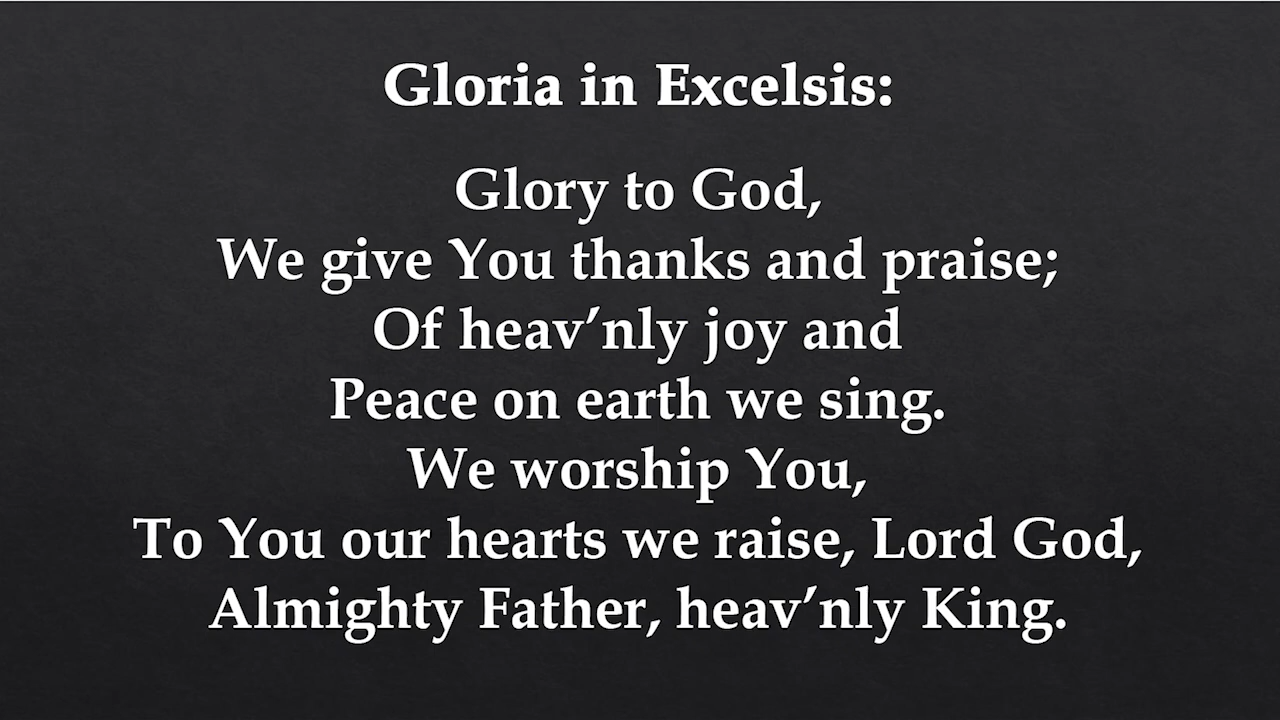 Gloria in Excelsis:
Glory to God,
We give You thanks and praise;
Of heav’nly joy and
Peace on earth we sing.
We worship You,
To You our hearts we raise, Lord God,
Almighty Father, heav’nly King.